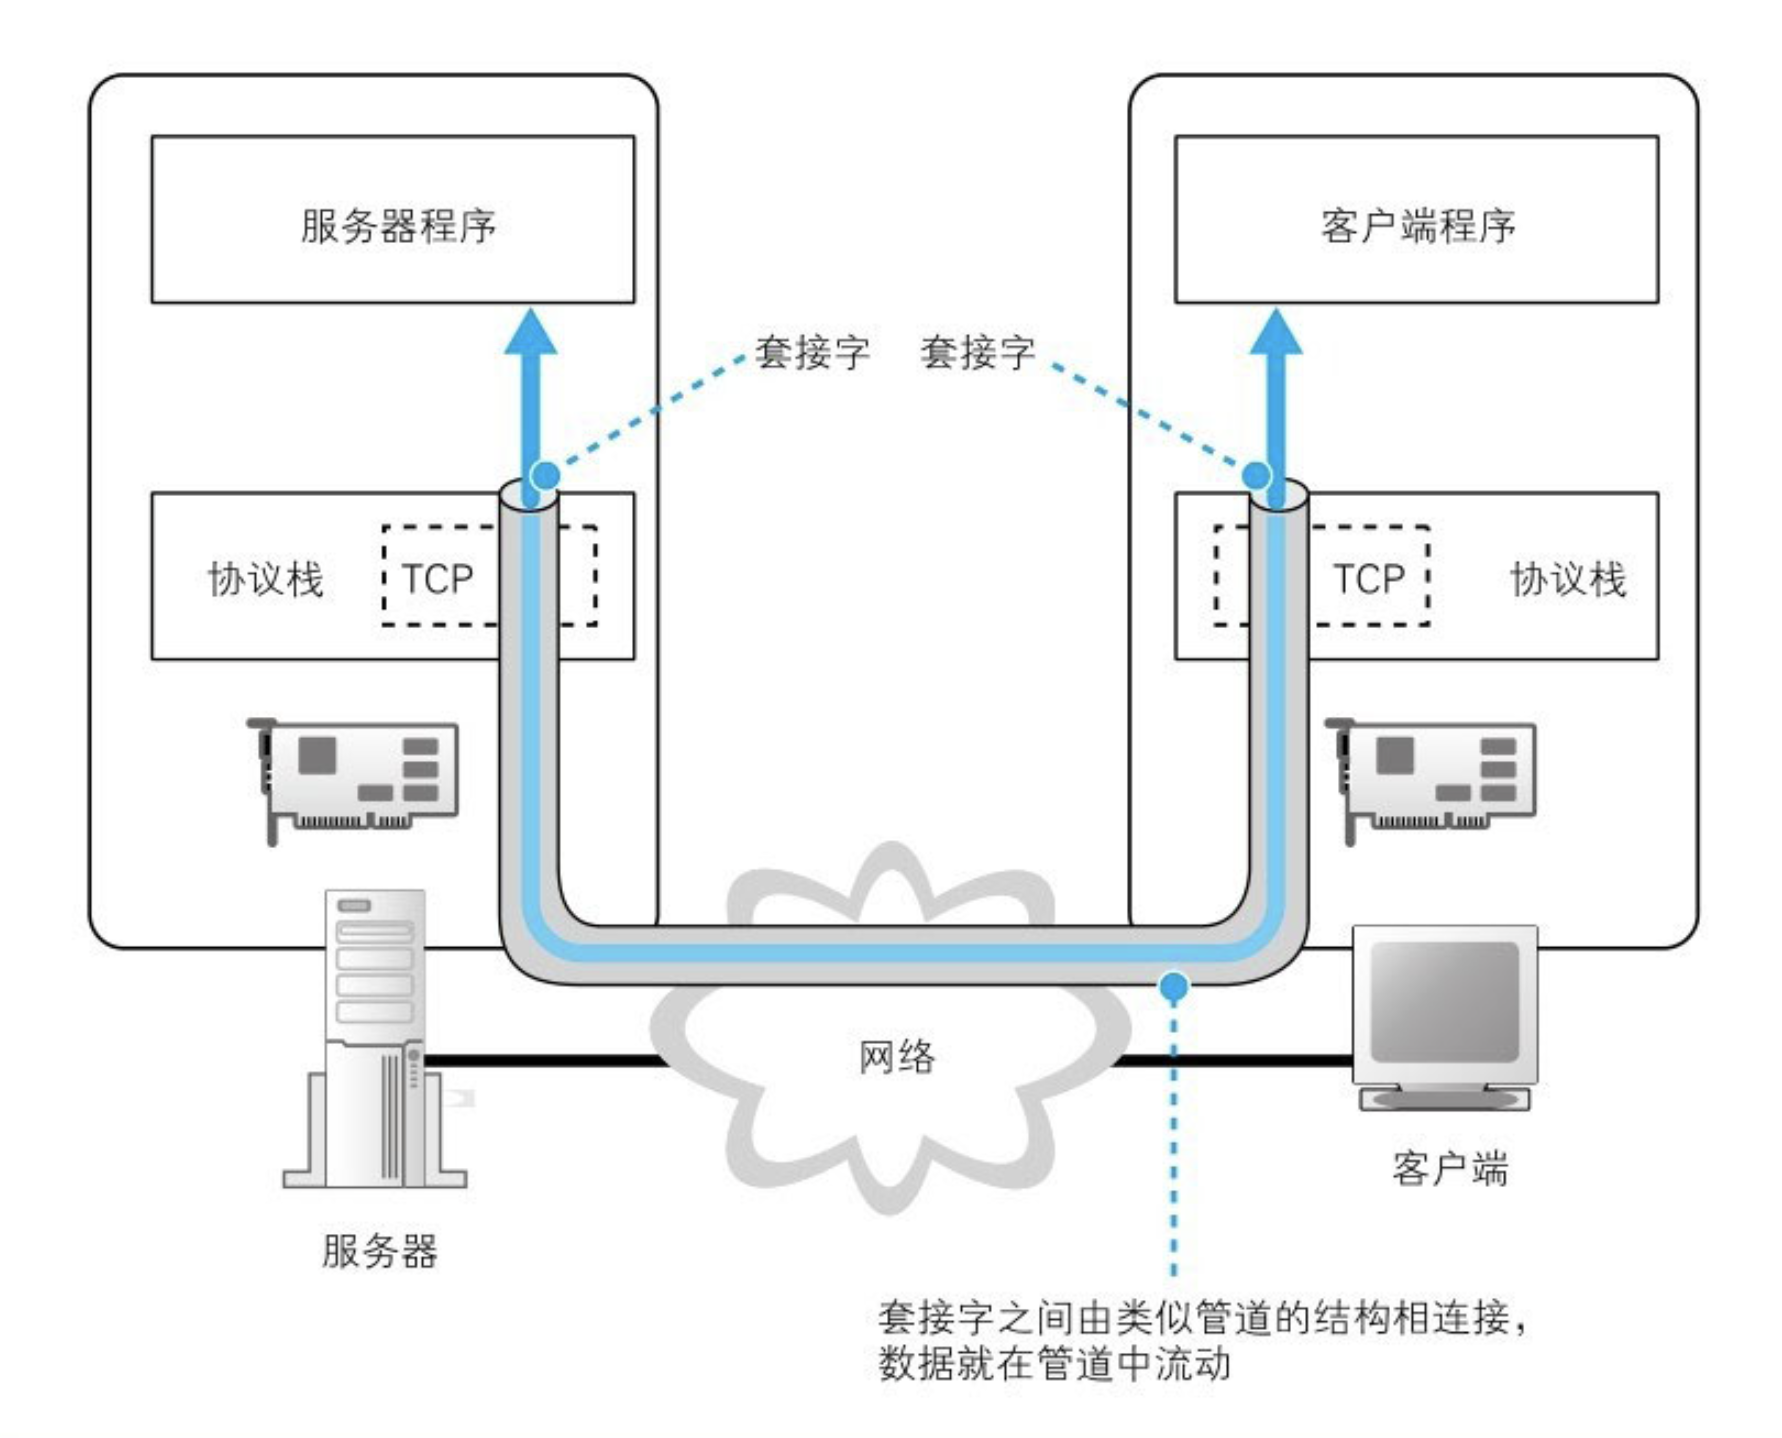 服务器程序
客户端程序
套接字
套接字
协议栈
TCP
TCP
协议栈
网络
服务器
客户端
套接字之间由类似管道的结构相连接，
数据就在管道中流动